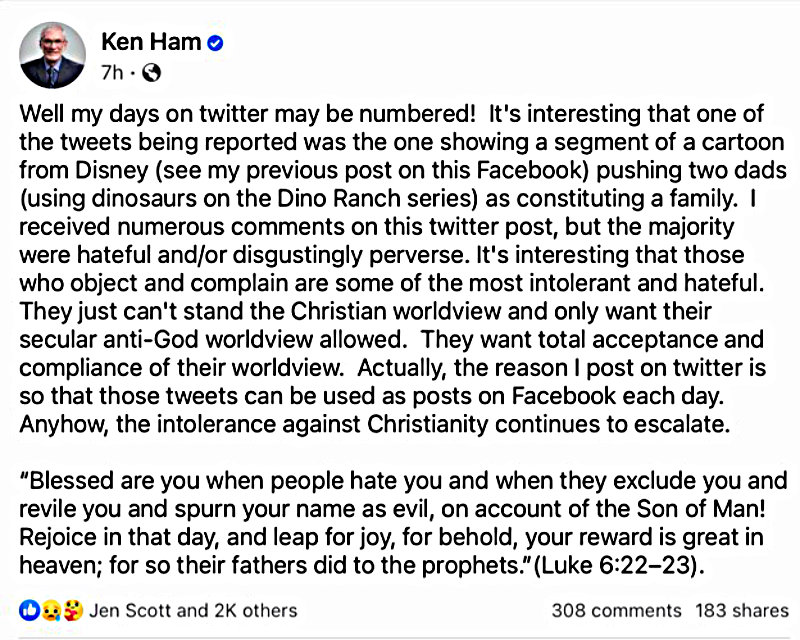 Ken Ham
7h ·
Well my days on twitter may be numbered!  It's interesting that one of
the tweets being reported was the one showing a segment of a cartoon
from Disney (see my previous post on this Facebook) pushing two dads
(using dinosaurs on the Dino Ranch series) as constituting a family.  I
received numerous comments on this twitter post, but the majority
were hateful and/or disgustingly perverse. It's interesting that those
who object and complain are some of the most intolerant and hateful.
They just can't stand the Christian worldview and only want their
secular anti-God worldview allowed.  They want total acceptance and
compliance of their worldview.  Actually, the reason I post on twitter is
so that those tweets can be used as posts on Facebook each day.
Anyhow, the intolerance against Christianity continues to escalate.
“Blessed are you when people hate you and when they exclude you and
revile you and spurn your name as evil, on account of the Son of Man!
Rejoice in that day, and leap for joy, for behold, your reward is great in
heaven; for so their fathers did to the prophets.”(Luke 6:22–23).
Jen Scott and 2K others 308 comments 183 shares